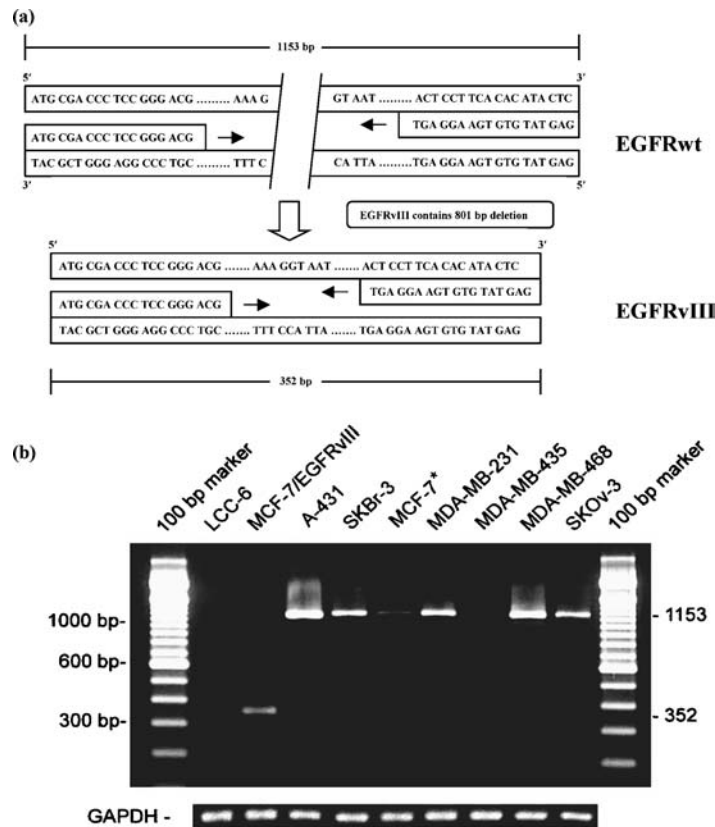 (a)
1153 bp
5' 3'
ATG CGA CCC TCC GGG ACG ......... AAA G GT AAT ......... ACT CCT TCA CAC ATA CTC
ATG CGA CCC TCC GGG ACG TGA GGA AGT GTG TAT GAG
TAC GCT GGG AGG CCC TGC ......... TTT C CA TTA ......... TGA GGA AGT GTG TAT GAG
3' 5'
EGFRwt
EGFRvIII contains 801 bp deletion
5' 3'
ATG CGA CCC TCC GGG ACG ........ AAA GGT AAT ....... ACT CCT TCA CAC ATA CTC
ATG CGA CCC TCC GGG ACG TGA GGA AGT GTG TAT GAG
TAC GCT GGG AGG CCC TGC ........ TTT CCA TTA ....... TGA GGA AGT GTG TAT GAG
EGFRvIII
352 bp
(b)
100 bp marker
LCC-6
MCF-7/EGFRvIII
A-431
SKBr-3
MCF-7*
MDA-MB-231
MDA-MB-435
MDA-MB-468
SKOv-3
100 bp marker
1000 bp-
600 bp-
300 bp-
- 1153
- 352
GAPDH -